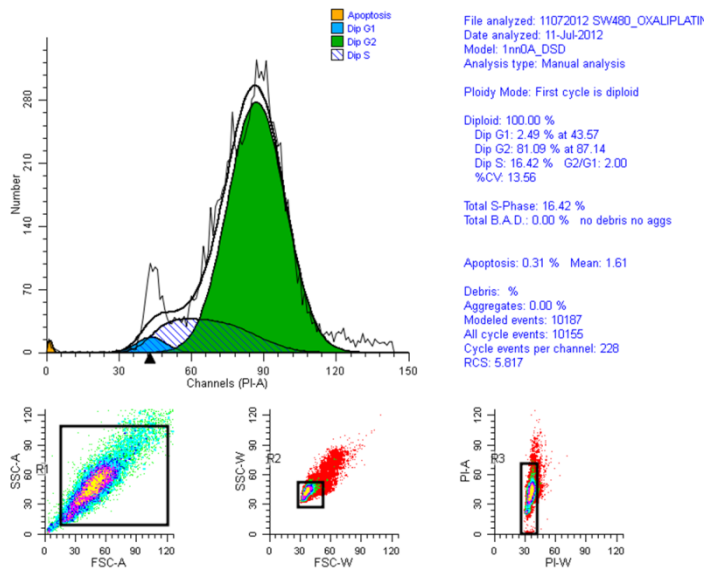 Apoptosis
Dip G1
Dip G2
Dip S
File analyzed: 11072012 SW480_OXALIPLATIN
Date analyzed: 11-Jul-2012
Model: 1nn0A_DSD
Analysis type: Manual analysis
Ploidy Mode: First cycle is diploid
Diploid: 100.00 %
Dip G1: 2.49 % at 43.57
Dip G2: 81.09 % at 87.14
Dip S: 16.42 % G2/G1: 2.00
%CV: 13.56
Total S-Phase: 16.42 %
Total B.A.D.: 0.00 % no debris no aggs
Apoptosis: 0.31 % Mean: 1.61
Debris: %
Aggregates: 0.00 %
Modeled events: 10187
All cycle events: 10155
Cycle events per channel: 228
RCS: 5.817
Number
280
210
140
70
0
0 30 60 90 120 150
Channels (PI-A)
SSC-A
120
90
60
30
0
R1
0 30 60 90 120
FSC-A
SSC-W
120
90
60
30
0
R2
0 30 60 90 120
FSC-W
PI-A
120
90
60
30
0
R3
0 30 60 90 120
PI-W